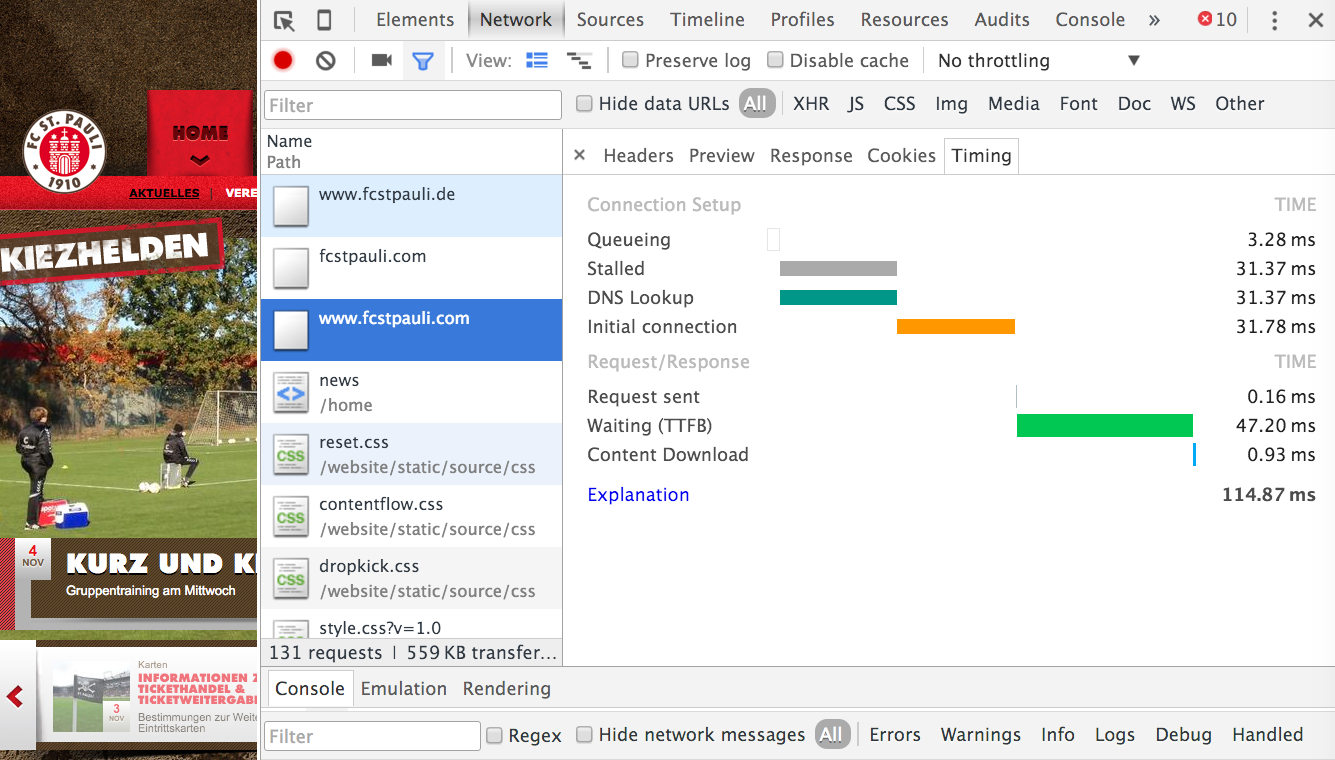 FC ST. PAULI
1910
HOME
AKTUELLES
KIEZHELDEN
4
NOV
KURZ UND
Gruppentraining am Mittwoch
Karten
INFORMATIONEN
TICKETHANDEL &
TICKETWEITERGAB
3
NOV
Bestimmungen zur Weite
Eintrittskarten
Elements Network Sources Timeline Profiles Resources Audits Console » 10
View: Preserve log Disable cache No throttling
Filter Hide data URLs All XHR JS CSS Img Media Font Doc WS Other
Name
Path
www.fcstpauli.de
fcstpauli.com
www.fcstpauli.com
news
/home
CSS
reset.css
/website/static/source/css
CSS
contentflow.css
/website/static/source/css
CSS
dropkick.css
/website/static/source/css
style.css?v=1.0
131 requests | 559 KB transfer...
× Headers Preview Response Cookies Timing
Connection Setup TIME
Queueing 3.28 ms
Stalled 31.37 ms
DNS Lookup 31.37 ms
Initial connection 31.78 ms
Request/Response TIME
Request sent 0.16 ms
Waiting (TTFB) 47.20 ms
Content Download 0.93 ms
Explanation 114.87 ms
Console Emulation Rendering
Filter Regex Hide network messages All Errors Warnings Info Logs Debug Handled